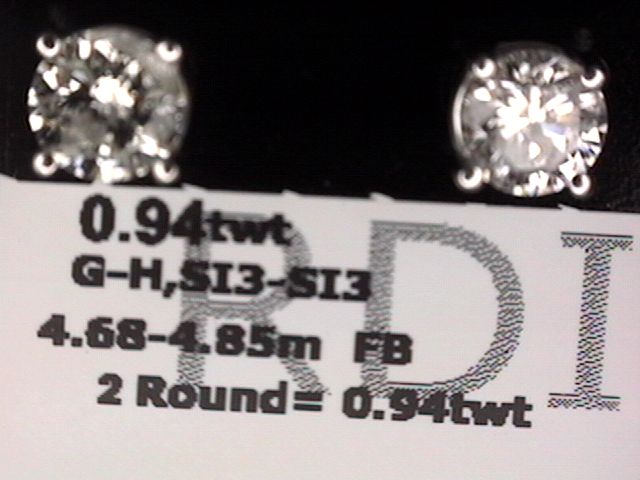 0.94twt
G-H,SI3-SI3
4.68-4.85m FB
2 Round= 0.94twt
RDI